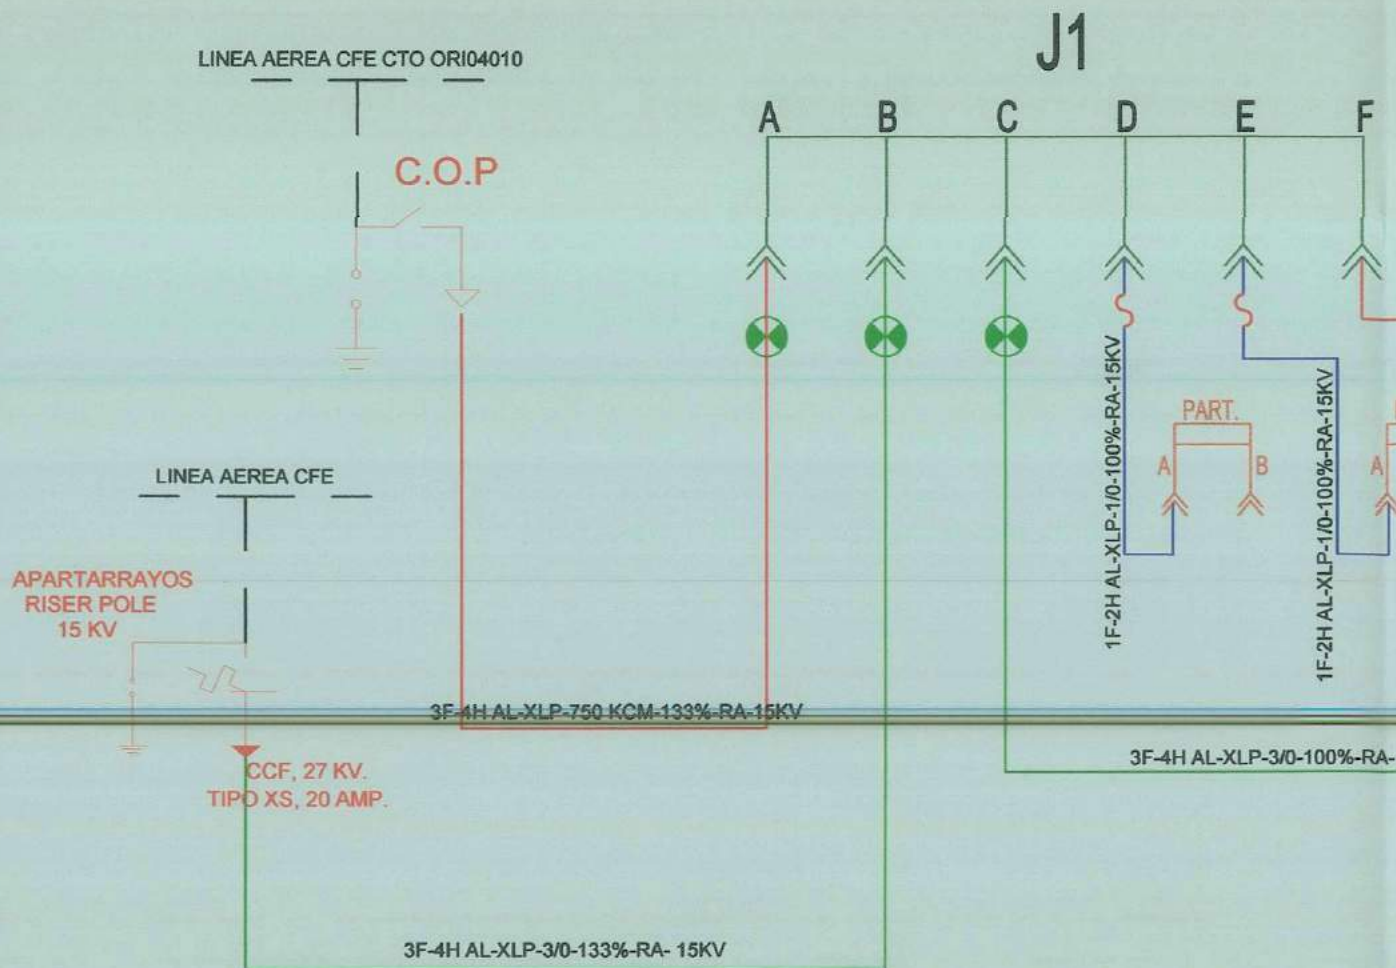 LINEA AEREA CFE CTO ORI04010
J1
A B C D E F
C.O.P
1F-2H AL-XLP-1/0-100%-RA-15KV
PART.
A B
1F-2H AL-XLP-1/0-100%-RA-15KV
A
LINEA AEREA CFE
APARTARRAYOS
RISER POLE
15 KV
3F-4H AL-XLP-750 KCM-133%-RA-15KV
3F-4H AL-XLP-3/0-100%-RA-
CCF, 27 KV.
TIPO XS, 20 AMP.
3F-4H AL-XLP-3/0-133%-RA- 15KV